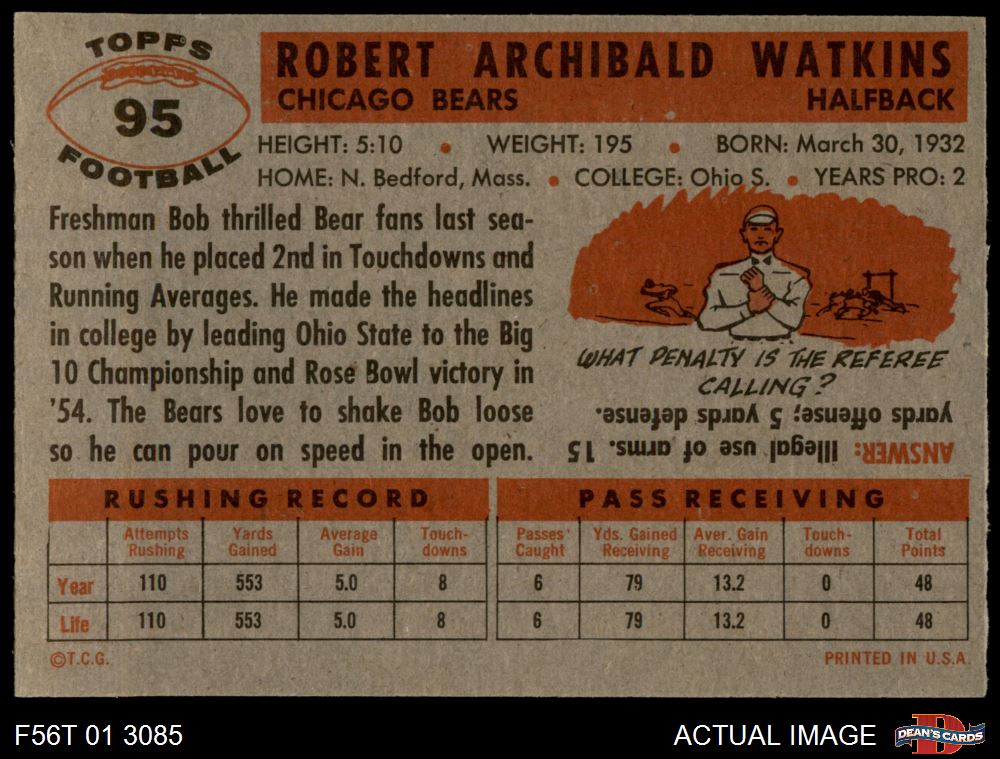 TOPPS
95
FOOTBALL
ROBERT ARCHIBALD WATKINS
CHICAGO BEARS HALFBACK
HEIGHT: 5:10 • WEIGHT: 195 • BORN: March 30, 1932
HOME: N. Bedford, Mass. • COLLEGE: Ohio S. • YEARS PRO: 2
Freshman Bob thrilled Bear fans last sea-
son when he placed 2nd in Touchdowns and
Running Averages. He made the headlines
in college by leading Ohio State to the Big
10 Championship and Rose Bowl victory in
'54. The Bears love to shake Bob loose
so he can pour on speed in the open.
WHAT PENALTY IS THE REFEREE
CALLING?
ANSWER: Illegal use of arms. 15
yards offense; 5 yards defense.
RUSHING RECORD
Attempts Rushing Yards Gained Average Gain Touch-downs
Year 110 553 5.0 8
Life 110 553 5.0 8
PASS RECEIVING
Passes Caught Yds. Gained Receiving Aver. Gain Receiving Touch-downs Total Points
6 79 13.2 0 48
6 79 13.2 0 48
©T.C.G. PRINTED IN U.S.A
F56T 01 3085 ACTUAL IMAGE D DEAN'S CARDS